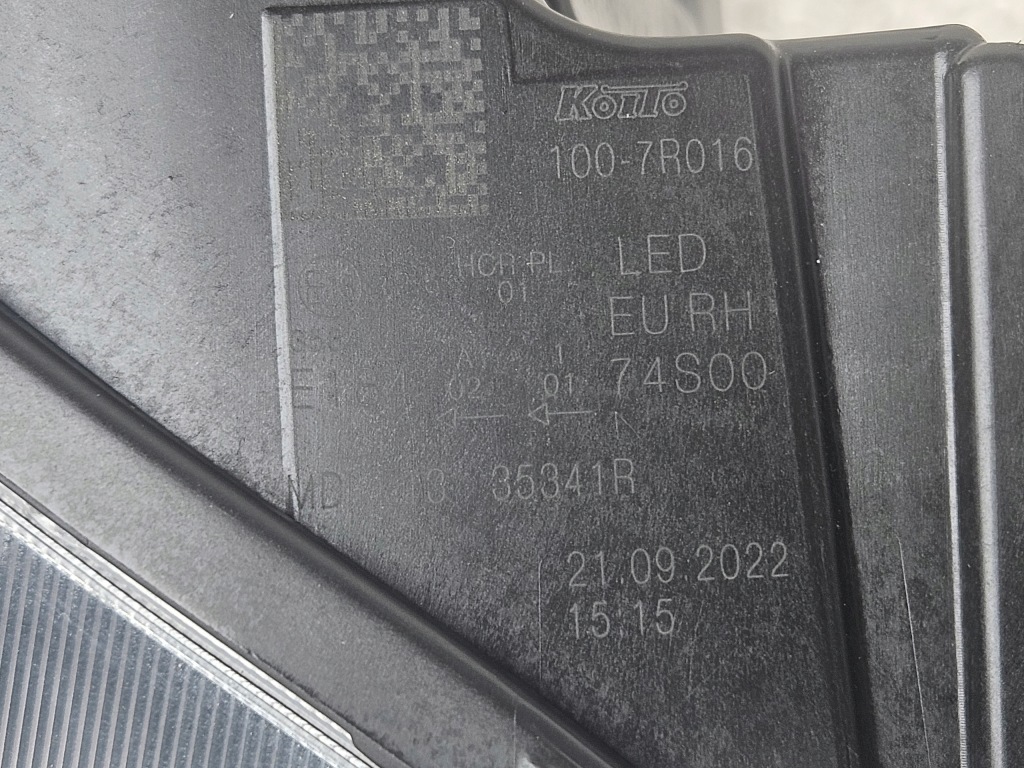 KOITO
100-7R016
LED
HCR PL
01
EU RH
74S00
02 01
35341R
21.09.2022
15:15